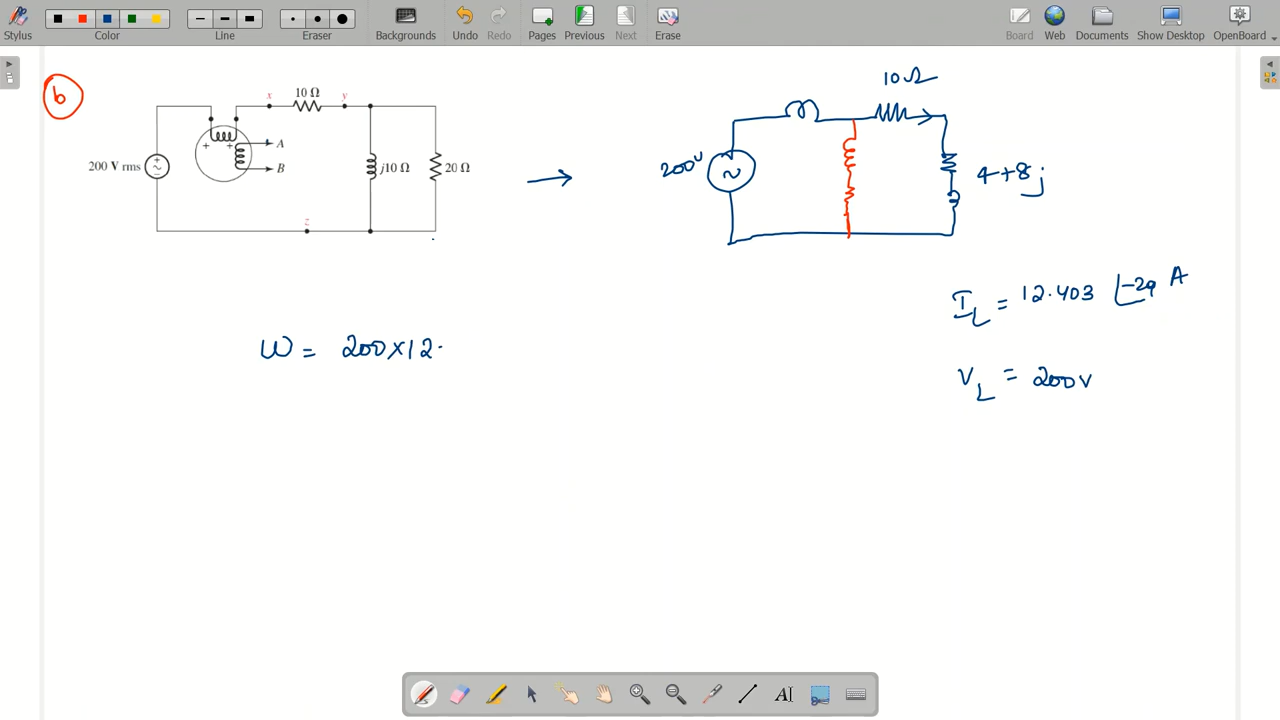 Stylus
Color
Line
Eraser
Backgrounds
Undo
Redo
Pages
Previous
Next
Erase
Board
Web
Documents
Show Desktop
OpenBoard
b
10 Ω
x
y
A
B
200 V rms
j10 Ω
20 Ω
z
10Ω
200V
4+8j
I_L = 12.403 ∠-29 A
V_L = 200V
W = 200×12.
AI